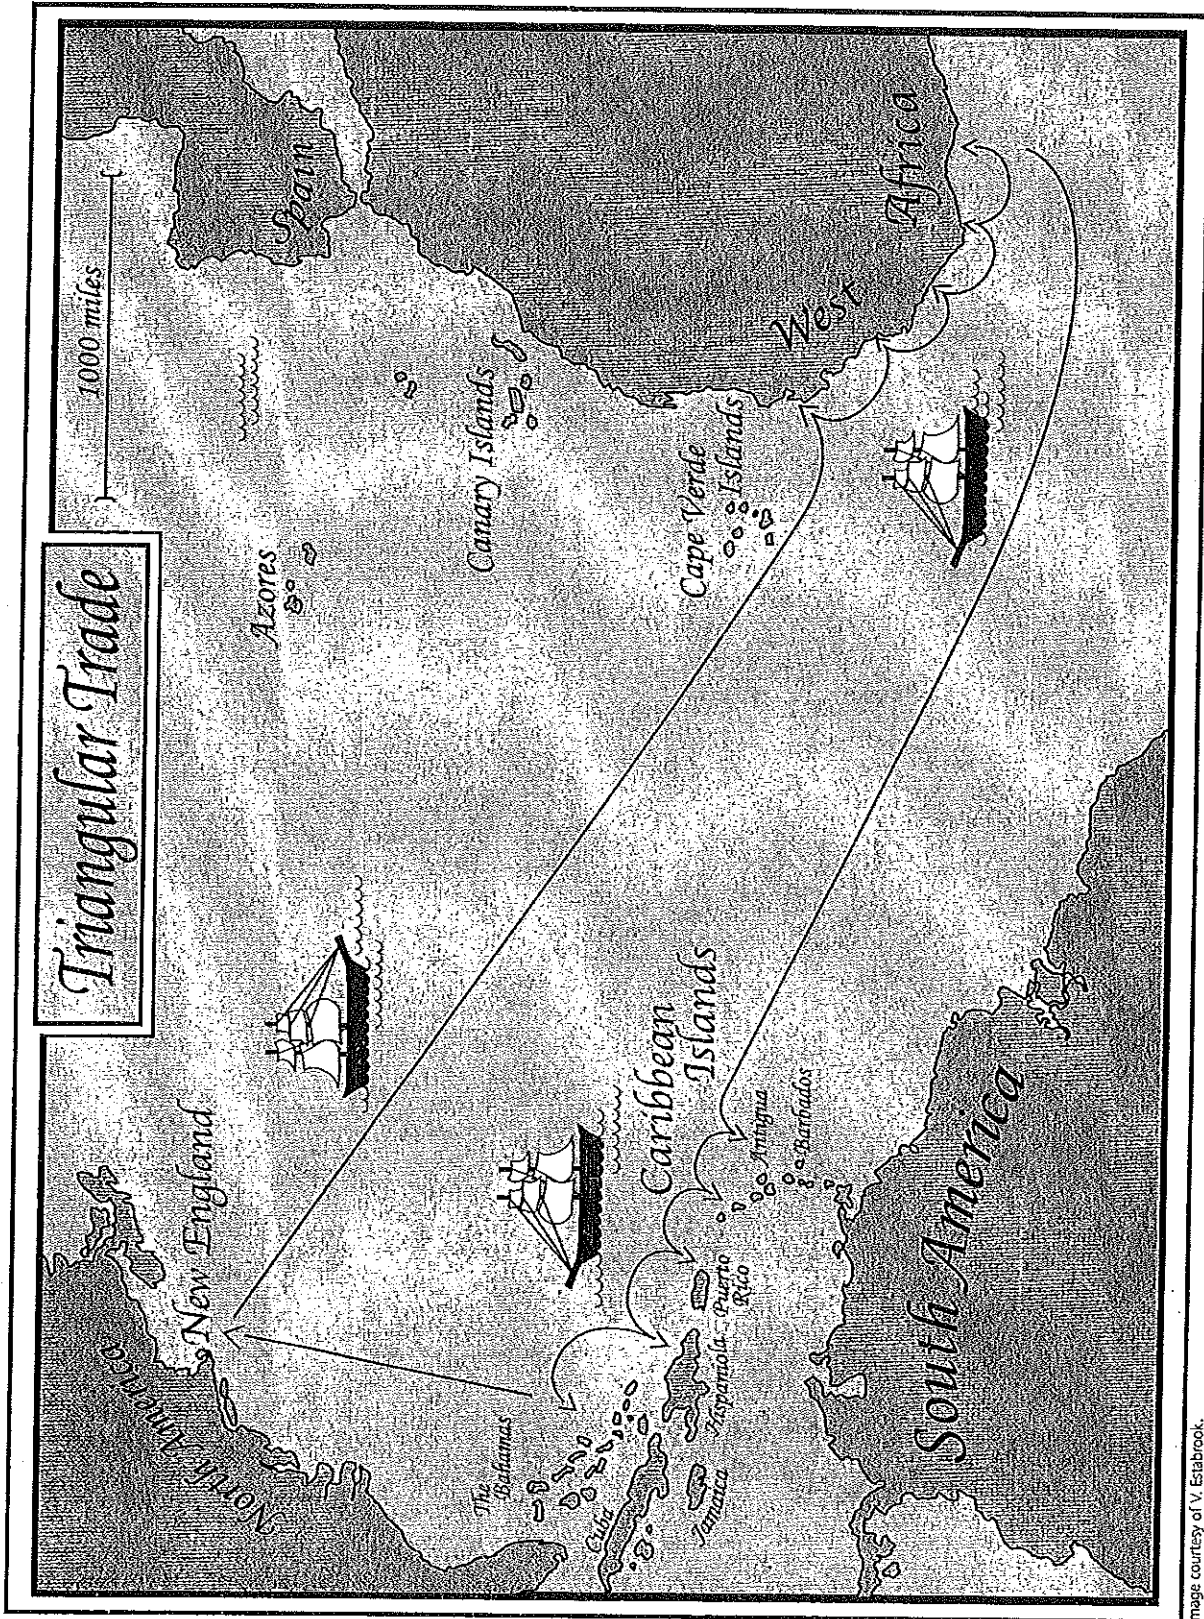 Triangular Trade
1000 miles
North America
New England
Azores
Spain
Canary Islands
The
Bahamas
Cuba
Jamaica
Hispaniola
Puerto
Rico
Caribbean
Islands
Antigua
Barbados
Cape Verde
Islands
West Africa
South America
mage courtesy of V. Estabrook.